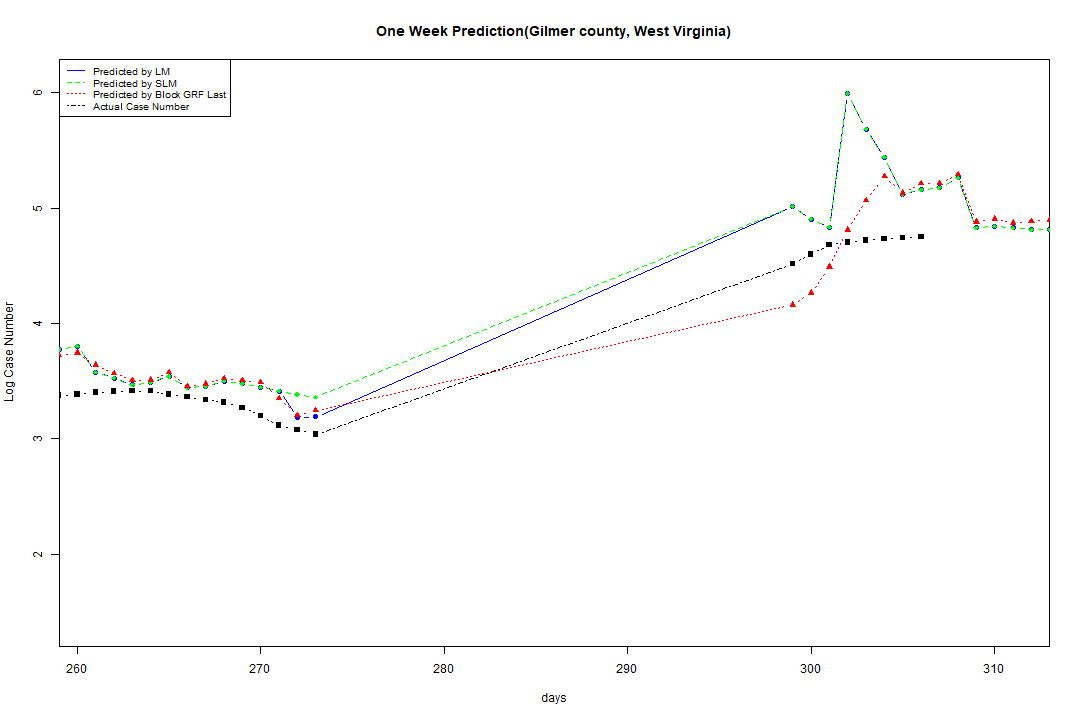 One Week Prediction(Gilmer county, West Virginia)
Predicted by LM
Predicted by SLM
Predicted by Block GRF Last
Actual Case Number
6
5
4
3
2
Log Case Number
260 270 280 290 300 310
days